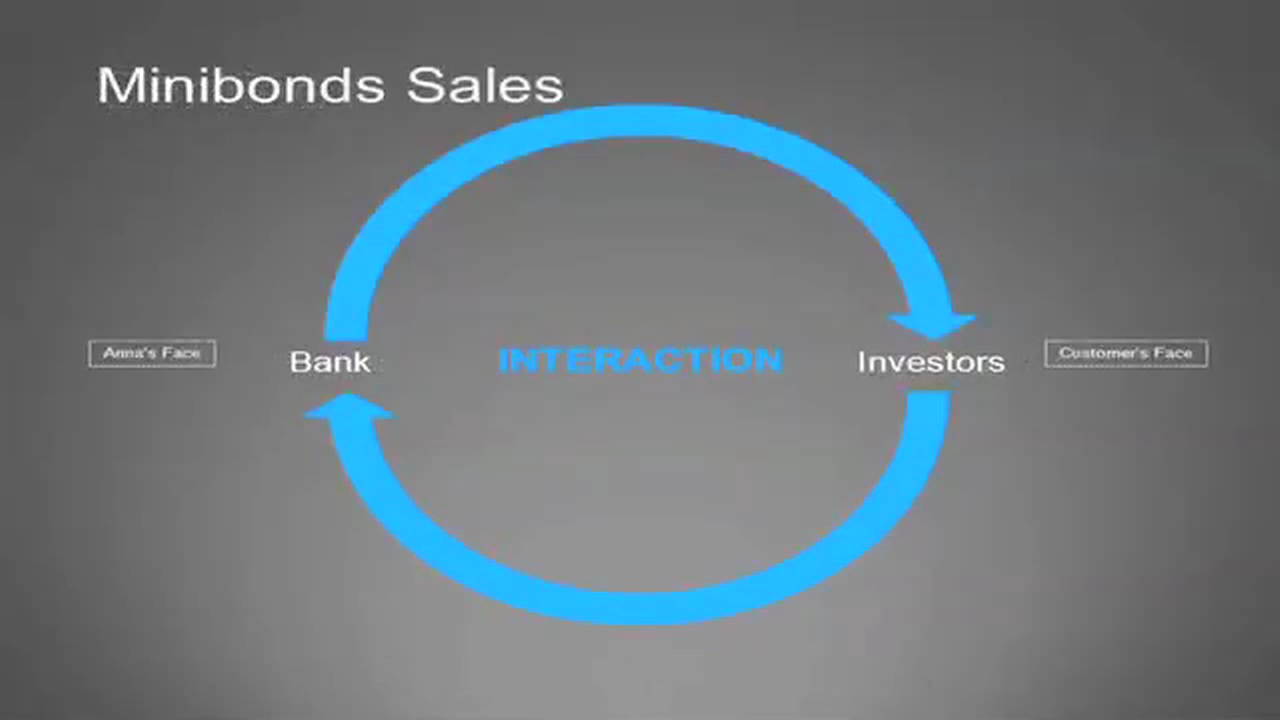 Minibonds Sales
Anna's Face
Bank
INTERACTION
Investors
Customer's Face